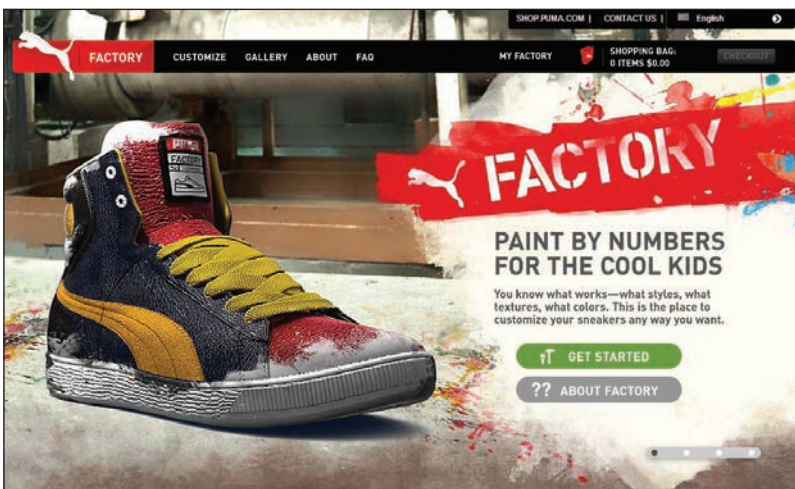 SHOP.PUMA.COM | CONTACT US | English
FACTORY CUSTOMIZE GALLERY ABOUT FAQ MY FACTORY SHOPPING BAG: CHECKOUT
0 ITEMS $0.00
PUMA
FACTORY
FACTORY
PAINT BY NUMBERS
FOR THE COOL KIDS
You know what works—what styles, what
textures, what colors. This is the place to
customize your sneakers any way you want.
GET STARTED
?? ABOUT FACTORY